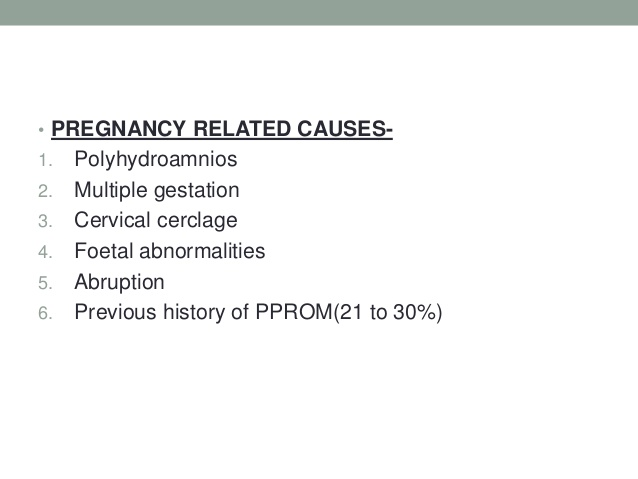 • PREGNANCY RELATED CAUSES-
1. Polyhydroamnios
2. Multiple gestation
3. Cervical cerclage
4. Foetal abnormalities
5. Abruption
6. Previous history of PPROM(21 to 30%)